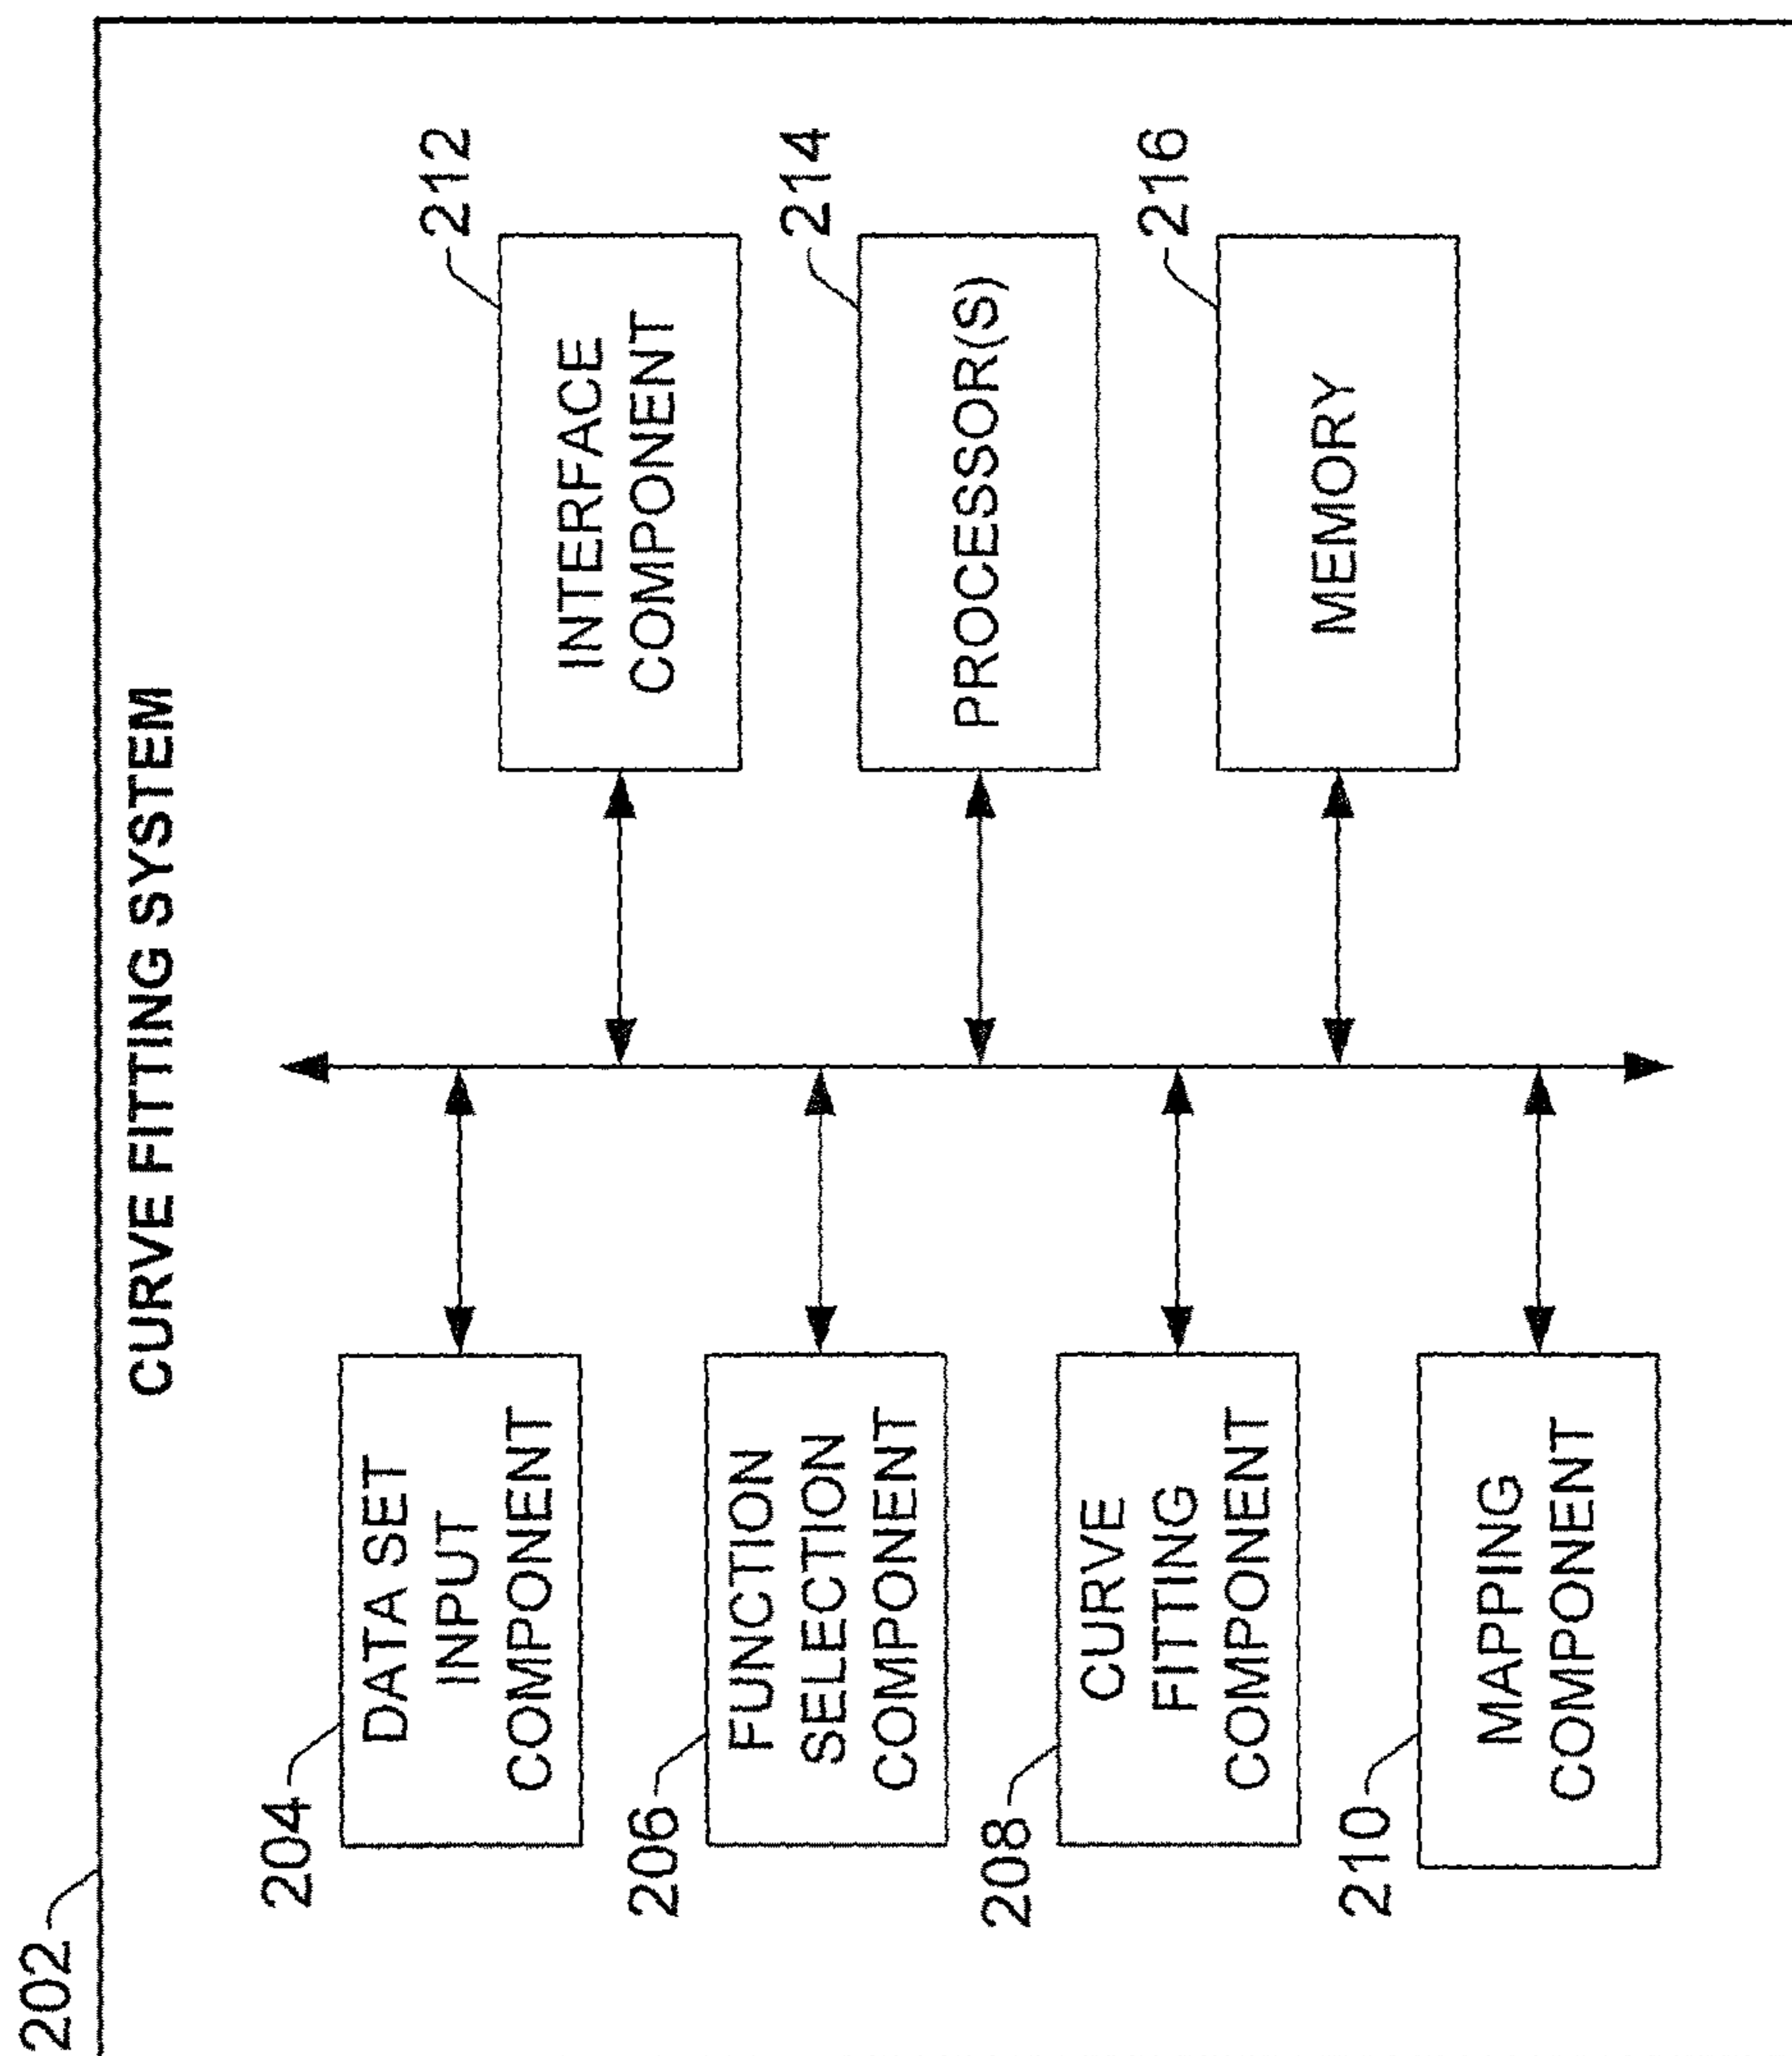 202
CURVE FITTING SYSTEM
204
DATA SET
INPUT
COMPONENT
206
FUNCTION
SELECTION
COMPONENT
208
CURVE
FITTING
COMPONENT
210
MAPPING
COMPONENT
212
INTERFACE
COMPONENT
214
PROCESSOR(S)
216
MEMORY